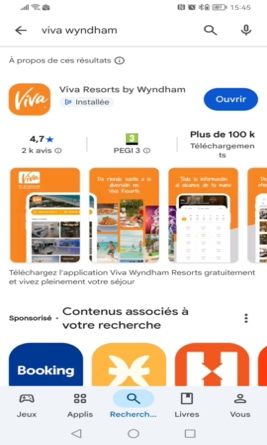 15:45
viva wyndham
À propos de ces résultats
Viva
Viva Resorts by Wyndham
Installée
Ouvrir
4,7★
2 k avis
3
PEGI 3
Plus de 100 k
Téléchargemen
ts
Téléchargez l'application Viva Wyndham Resorts gratuitement
et vivez pleinement votre séjour
Sponsorisé · Contenus associés à
votre recherche
Booking
Jeux
Applis
Recherch...
Livres
Vous